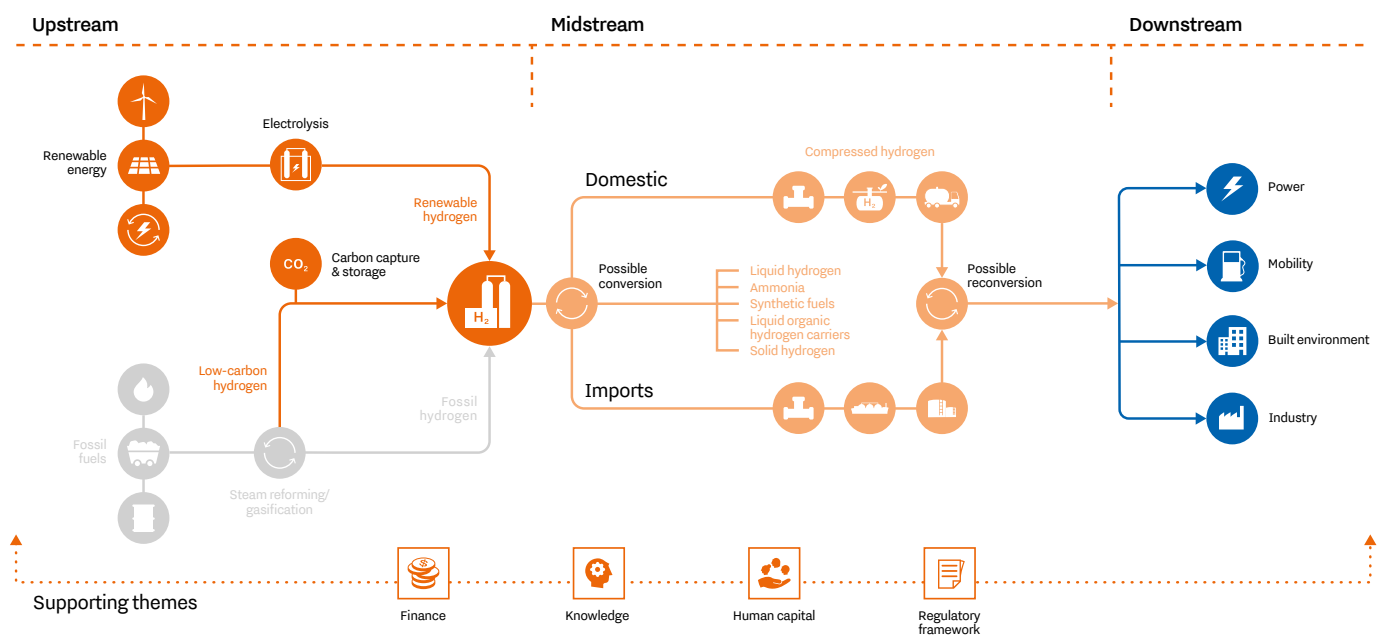 Upstream
Midstream
Downstream
Electrolysis
Renewable
energy
Renewable
hydrogen
CO₂
Carbon capture
& storage
H₂
Low-carbon
hydrogen
Fossil
hydrogen
Fossil
fuels
Steam reforming/
gasification
Compressed hydrogen
Domestic
H₂
Possible
conversion
Liquid hydrogen
Ammonia
Synthetic fuels
Liquid organic
hydrogen carriers
Solid hydrogen
Possible
reconversion
Imports
Power
Mobility
Built environment
Industry
Supporting themes
$
Finance
Knowledge
Human capital
Regulatory
framework